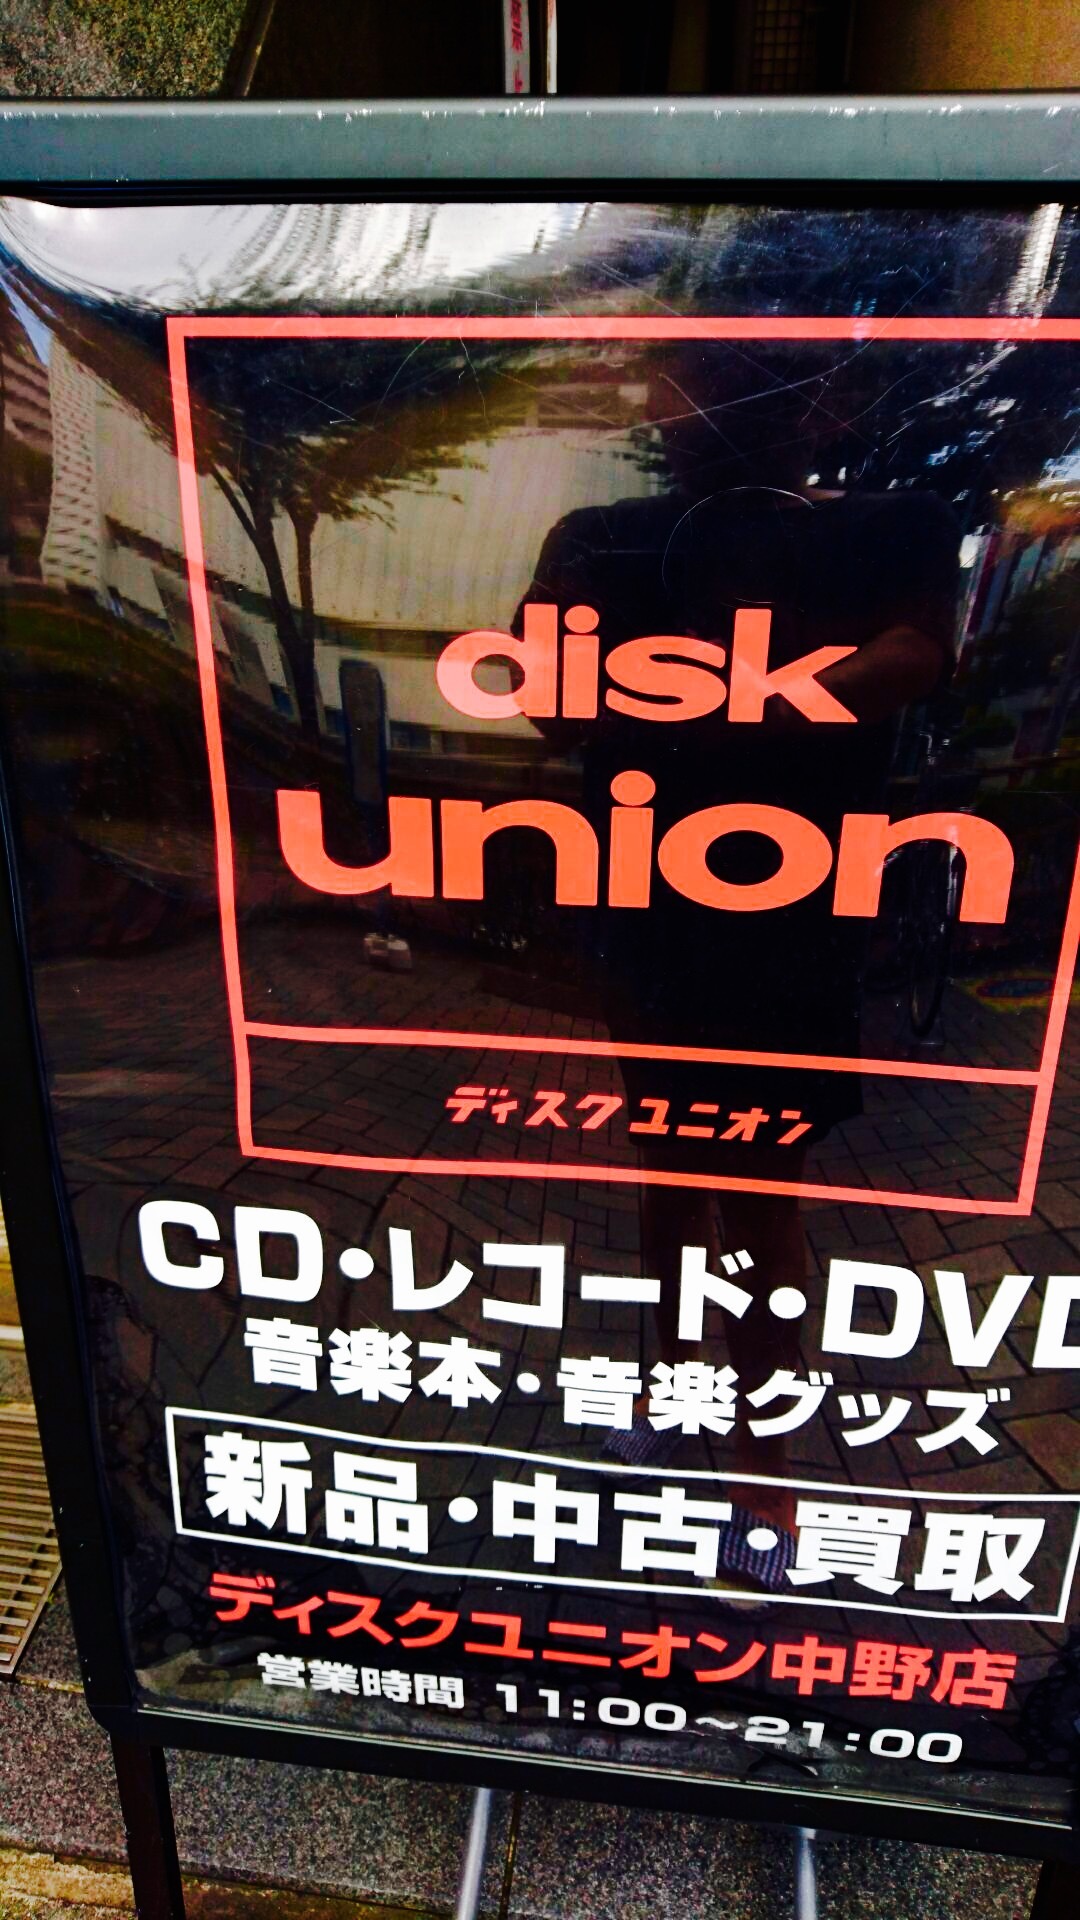 disk
union
ディスクユニオン
CD・レコード・DVD
音楽本・音楽グッズ
新品・中古・買取
ディスクユニオン中野店
営業時間 11:00～21:00